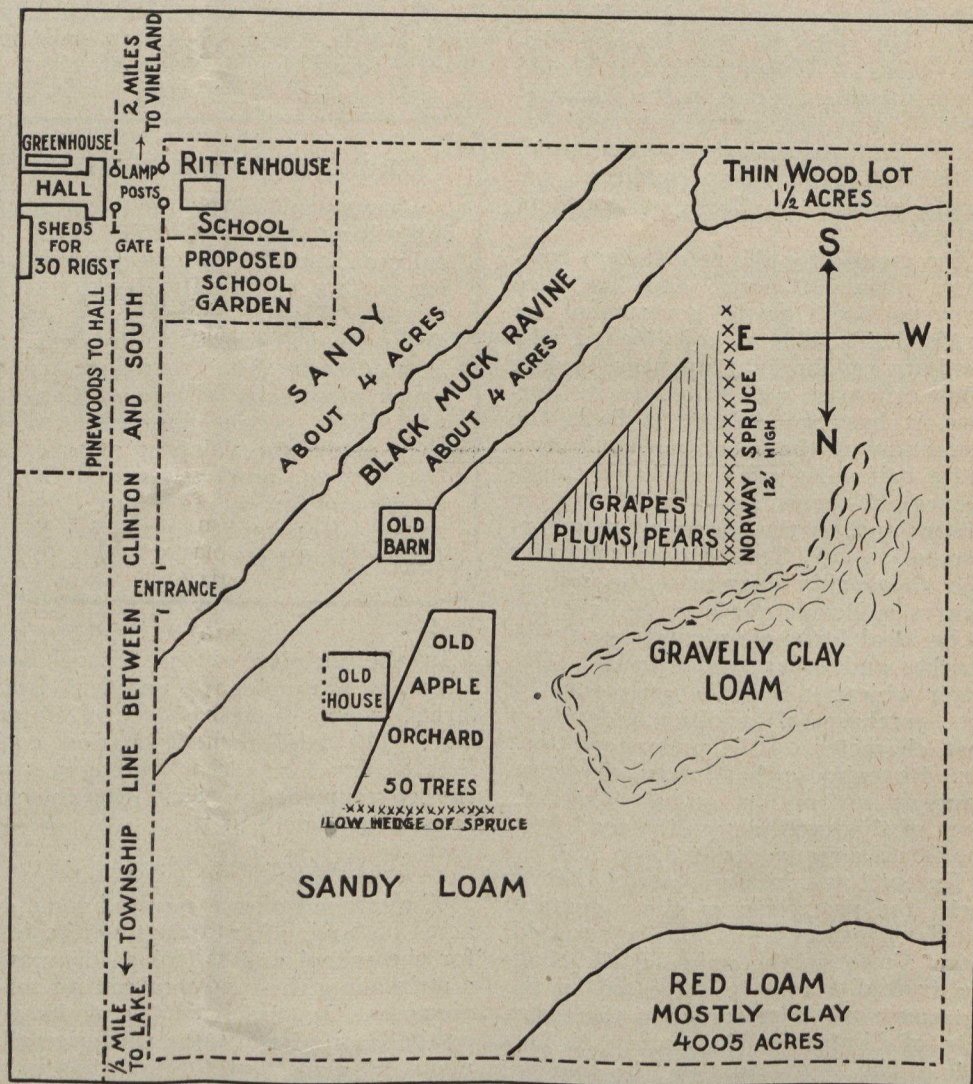 2 MILES
TO VINELAND
GREENHOUSE
HALL
LAMP
POSTS
SHEDS
FOR
30 RIGS
GATE
RITTENHOUSE
SCHOOL
PROPOSED
SCHOOL
GARDEN
THIN WOOD LOT
1½ ACRES
S
E
W
N
PINEWOODS TO HALL
SANDY
ABOUT 4 ACRES
BLACK MUCK RAVINE
ABOUT 4 ACRES
NORWAY SPRUCE
12' HIGH
GRAPES
PLUMS, PEARS
OLD
BARN
ENTRANCE
TOWNSHIP LINE BETWEEN CLINTON AND SOUTH
OLD
HOUSE
OLD
APPLE
ORCHARD
50 TREES
LOW HEDGE OF SPRUCE
GRAVELLY CLAY
LOAM
SANDY LOAM
RED LOAM
MOSTLY CLAY
4005 ACRES
½ MILE
TO LAKE